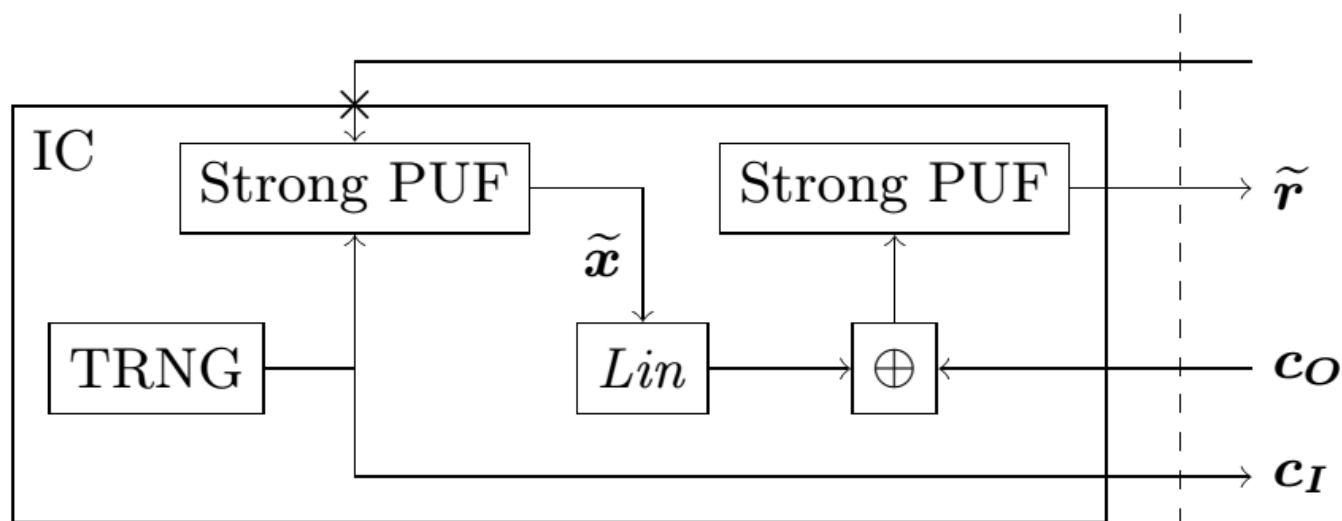 IC
Strong PUF
Strong PUF
r̃
x̃
TRNG
Lin
⊕
c_O
c_I